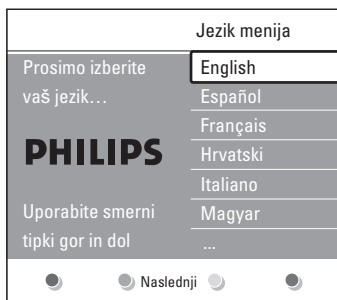 Jezik menija
Prosimo izberite
vaš jezik...
PHILIPS
Uporabite smerni
tipki gor in dol
English
Español
Français
Hrvatski
Italiano
Magyar
...
Naslednji